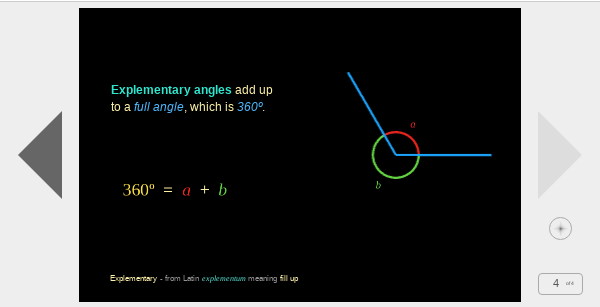 Explementary angles add up
to a full angle, which is 360º.
a
b
360º = a + b
Explementary - from Latin explementum meaning fill up
4 of 4